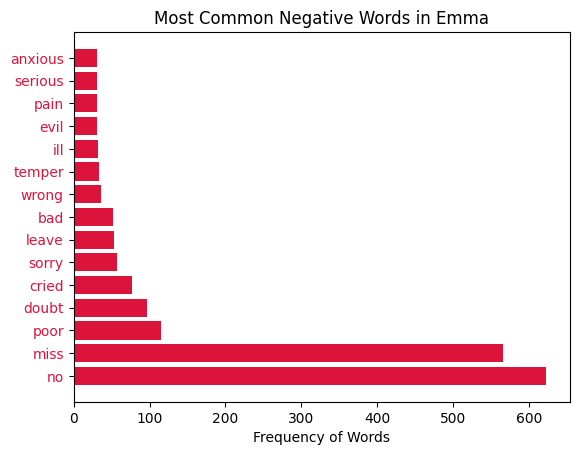 Most Common Negative Words in Emma
anxious
serious
pain
evil
ill
temper
wrong
bad
leave
sorry
cried
doubt
poor
miss
no
0 100 200 300 400 500 600
Frequency of Words